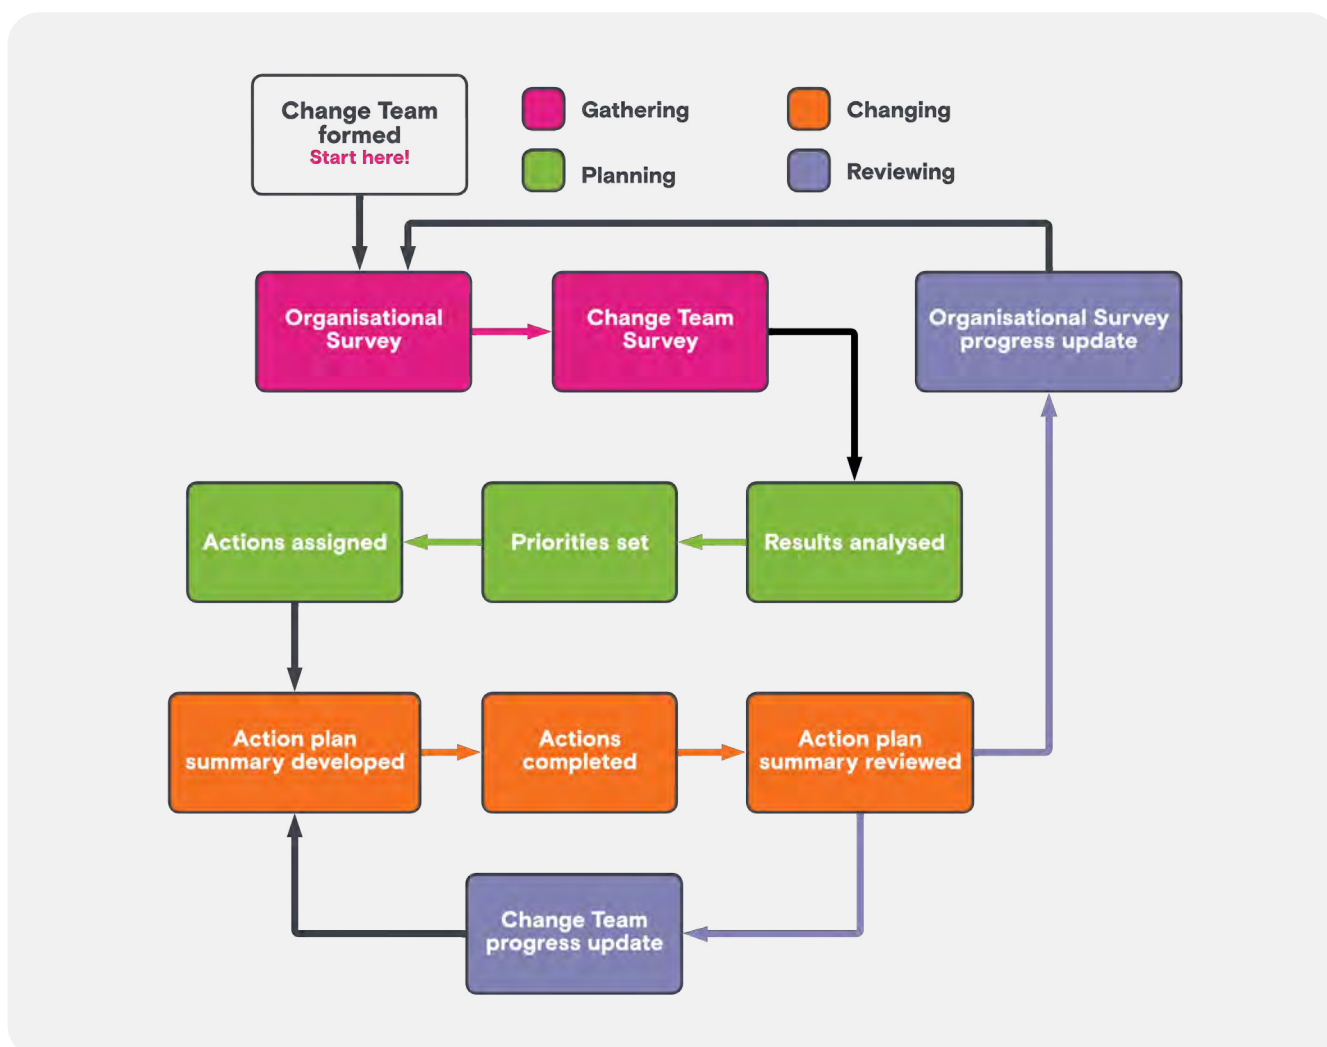 Change Team
formed
Start here!
Gathering
Changing
Planning
Reviewing
Organisational
Survey
Change Team
Survey
Organisational Survey
progress update
Actions assigned
Priorities set
Results analysed
Action plan
summary developed
Actions
completed
Action plan
summary reviewed
Change Team
progress update